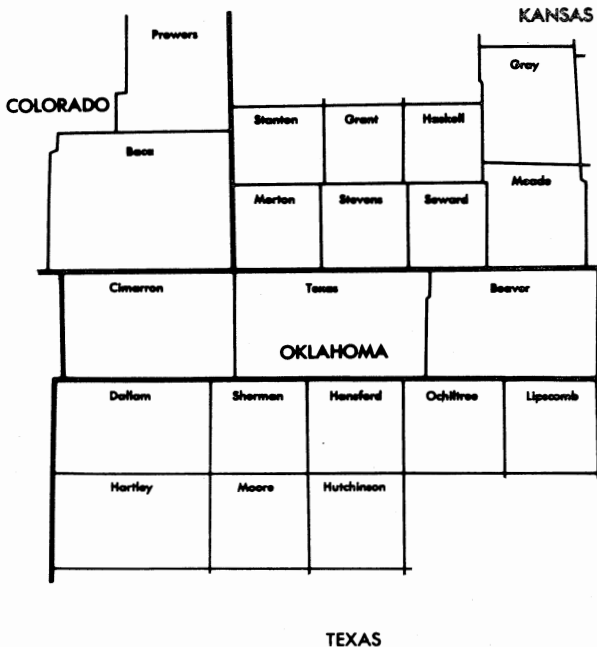 KANSAS
Prowers
Gray
COLORADO
Stanton Grant Haskell
Baca
Meade
Morton Stevens Seward
Cimarron Texas Beaver
OKLAHOMA
Dallam Sherman Hansford Ochiltree Lipscomb
Hartley Moore Hutchinson
TEXAS